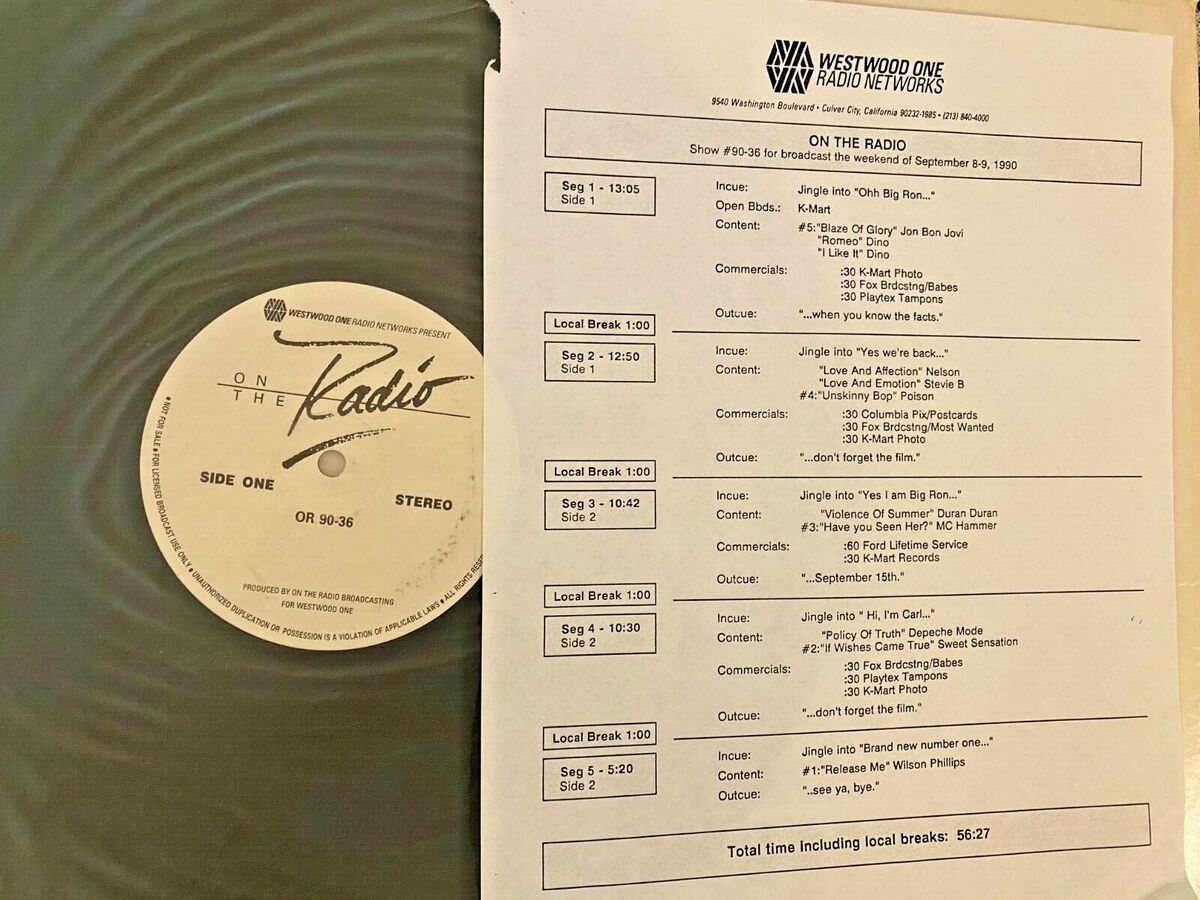 WESTWOOD ONE RADIO NETWORKS PRESENT
ON
THE
Radio
SIDE ONE
STEREO
OR 90-36
PRODUCED BY ON THE RADIO BROADCASTING
FOR WESTWOOD ONE
• NOT FOR SALE • FOR LICENSED BROADCAST USE ONLY • UNAUTHORIZED DUPLICATION OR POSSESSION IS A VIOLATION OF APPLICABLE LAWS • ALL RIGHTS
WESTWOOD ONE
RADIO NETWORKS
9540 Washington Boulevard • Culver City, California 90232-1985 • (213) 840-4000
ON THE RADIO
Show #90-36 for broadcast the weekend of September 8-9, 1990
Seg 1 - 13:05
Side 1
Incue: Jingle into "Ohh Big Ron..."
Open Bbds.: K-Mart
Content: #5:"Blaze Of Glory" Jon Bon Jovi
"Romeo" Dino
"I Like It" Dino
Commercials: :30 K-Mart Photo
:30 Fox Brdcstng/Babes
:30 Playtex Tampons
Outcue: "...when you know the facts."
Local Break 1:00
Seg 2 - 12:50
Side 1
Incue: Jingle into "Yes we're back..."
Content: "Love And Affection" Nelson
"Love And Emotion" Stevie B
#4:"Unskinny Bop" Poison
Commercials: :30 Columbia Pix/Postcards
:30 Fox Brdcstng/Most Wanted
:30 K-Mart Photo
Outcue: "...don't forget the film."
Local Break 1:00
Seg 3 - 10:42
Side 2
Incue: Jingle into "Yes I am Big Ron..."
Content: "Violence Of Summer" Duran Duran
#3:"Have you Seen Her?" MC Hammer
Commercials: :60 Ford Lifetime Service
:30 K-Mart Records
Outcue: "...September 15th."
Local Break 1:00
Seg 4 - 10:30
Side 2
Incue: Jingle into " Hi, I'm Carl..."
Content: "Policy Of Truth" Depeche Mode
#2:"If Wishes Came True" Sweet Sensation
Commercials: :30 Fox Brdcstng/Babes
:30 Playtex Tampons
:30 K-Mart Photo
Outcue: "...don't forget the film."
Local Break 1:00
Seg 5 - 5:20
Side 2
Incue: Jingle into "Brand new number one..."
Content: #1:"Release Me" Wilson Phillips
Outcue: "..see ya, bye."
Total time including local breaks: 56:27